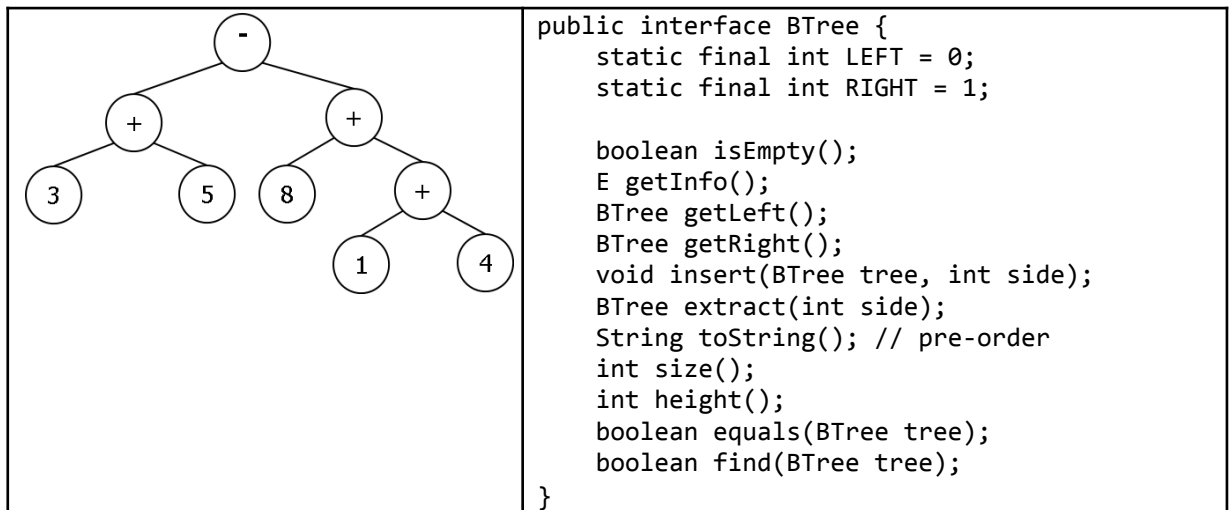 -
+
+
3
5
8
+
1
4
public interface BTree {
    static final int LEFT = 0;
    static final int RIGHT = 1;

    boolean isEmpty();
    E getInfo();
    BTree getLeft();
    BTree getRight();
    void insert(BTree tree, int side);
    BTree extract(int side);
    String toString(); // pre-order
    int size();
    int height();
    boolean equals(BTree tree);
    boolean find(BTree tree);
}